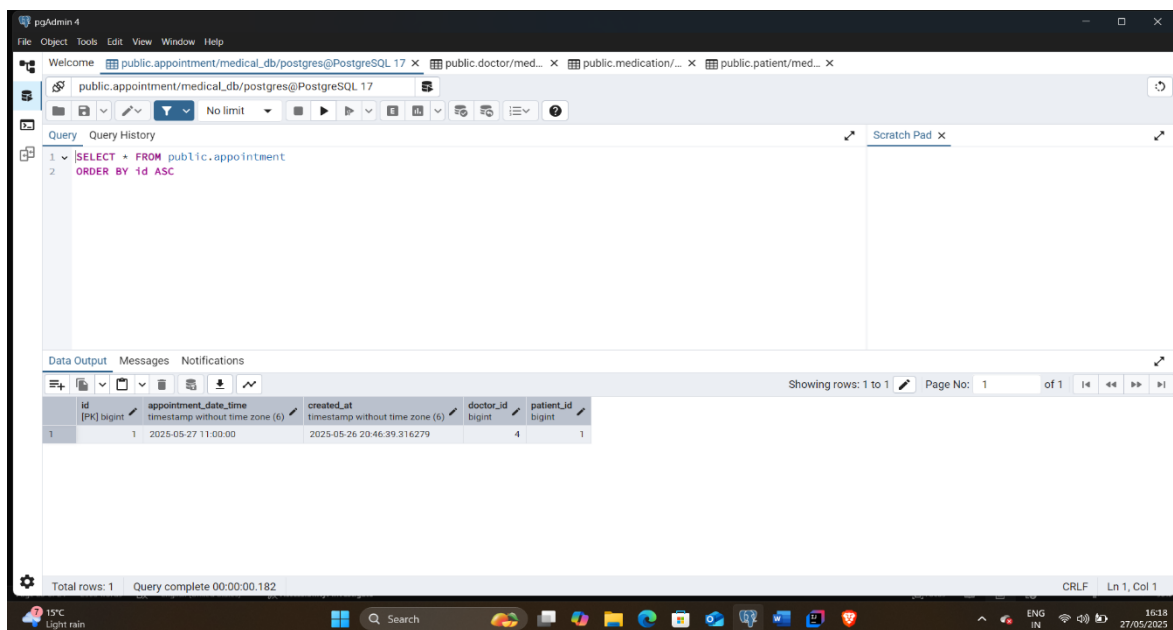 pgAdmin 4
File Object Tools Edit View Window Help
Welcome public.appointment/medical_db/postgres@PostgreSQL 17 public.doctor/med... public.medication/... public.patient/med...
public.appointment/medical_db/postgres@PostgreSQL 17
No limit
Query Query History Scratch Pad
1 SELECT * FROM public.appointment
2 ORDER BY id ASC
Data Output Messages Notifications
Showing rows: 1 to 1 Page No: 1 of 1
id appointment_date_time created_at doctor_id patient_id
[PK] bigint timestamp without time zone (6) timestamp without time zone (6) bigint bigint
1 1 2025-05-27 11:00:00 2025-05-26 20:46:39.316279 4 1
Total rows: 1 Query complete 00:00:00.182 CRLF Ln 1, Col 1
7 15°C Search ENG 16:18
Light rain IN 27/05/2025